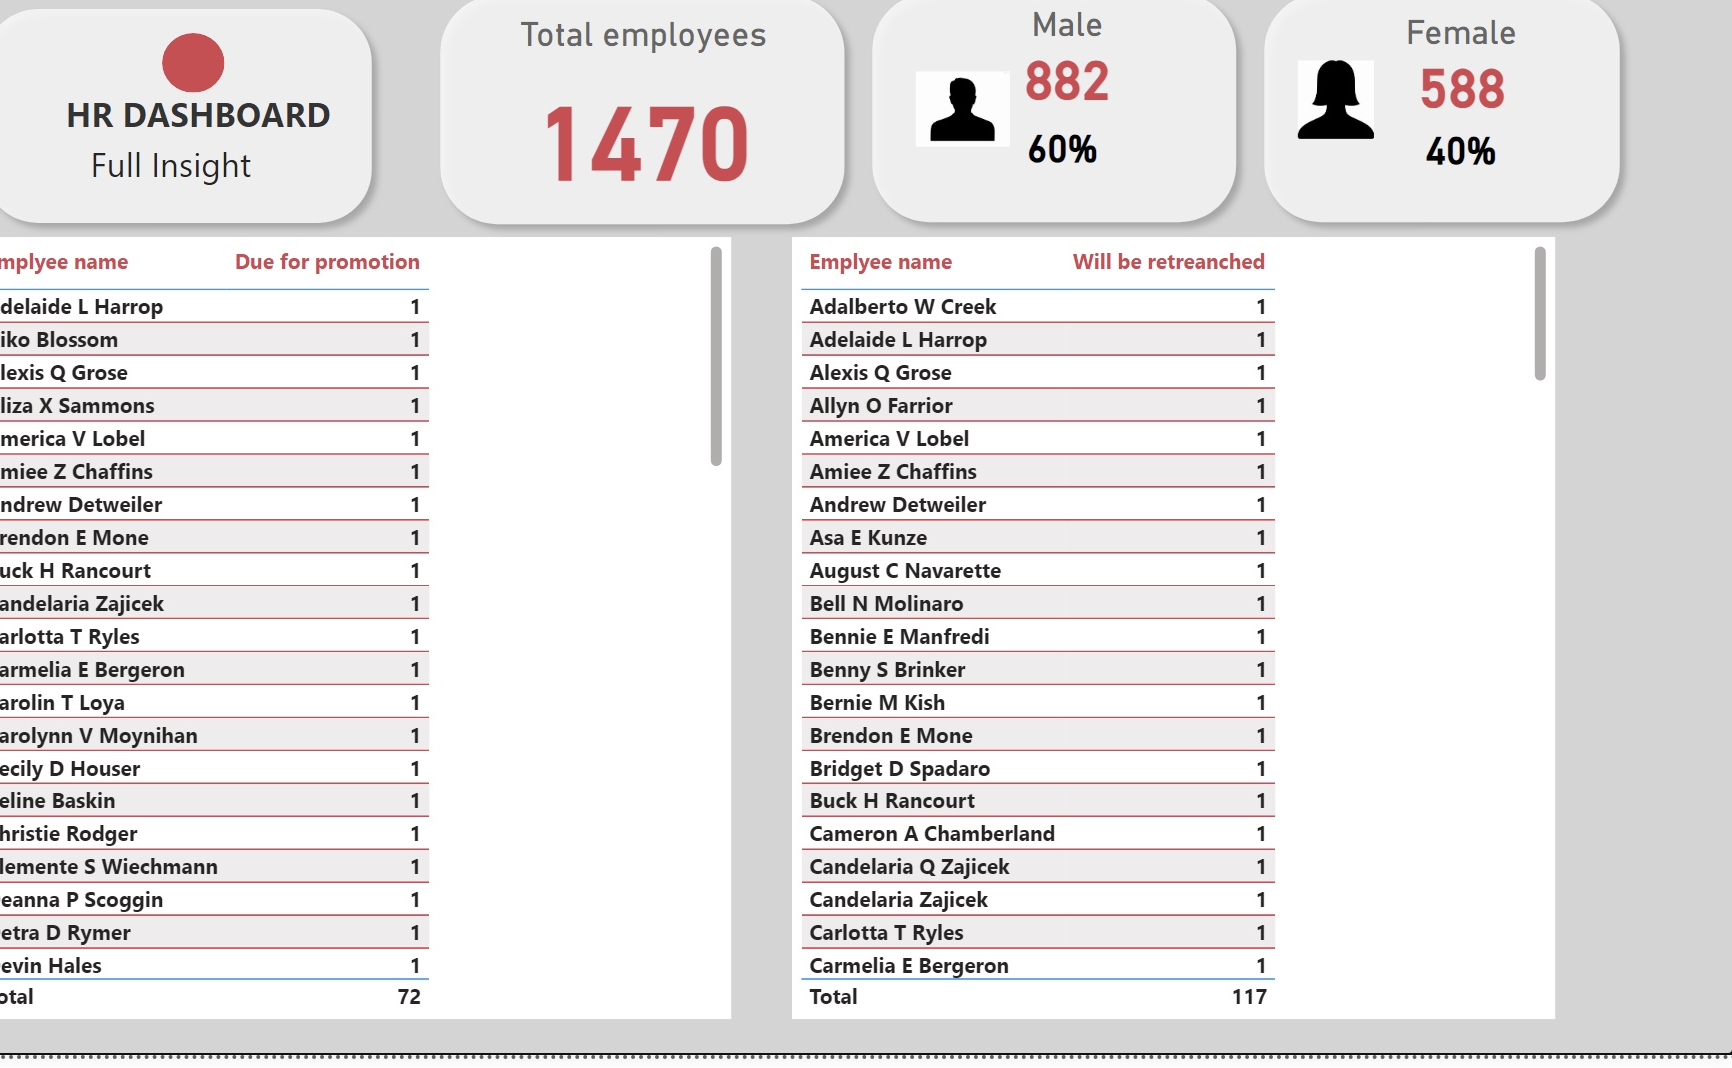 HR DASHBOARD
Full Insight
Total employees
1470
Male
882
60%
Female
588
40%
mplyee name Due for promotion
delaide L Harrop 1
iko Blossom 1
lexis Q Grose 1
liza X Sammons 1
merica V Lobel 1
miee Z Chaffins 1
ndrew Detweiler 1
rendon E Mone 1
uck H Rancourt 1
andelaria Zajicek 1
arlotta T Ryles 1
armelia E Bergeron 1
arolin T Loya 1
arolynn V Moynihan 1
ecily D Houser 1
eline Baskin 1
hristie Rodger 1
lemente S Wiechmann 1
eanna P Scoggin 1
etra D Rymer 1
evin Hales 1
otal 72
Emplyee name Will be retreanched
Adalberto W Creek 1
Adelaide L Harrop 1
Alexis Q Grose 1
Allyn O Farrior 1
America V Lobel 1
Amiee Z Chaffins 1
Andrew Detweiler 1
Asa E Kunze 1
August C Navarette 1
Bell N Molinaro 1
Bennie E Manfredi 1
Benny S Brinker 1
Bernie M Kish 1
Brendon E Mone 1
Bridget D Spadaro 1
Buck H Rancourt 1
Cameron A Chamberland 1
Candelaria Q Zajicek 1
Candelaria Zajicek 1
Carlotta T Ryles 1
Carmelia E Bergeron 1
Total 117